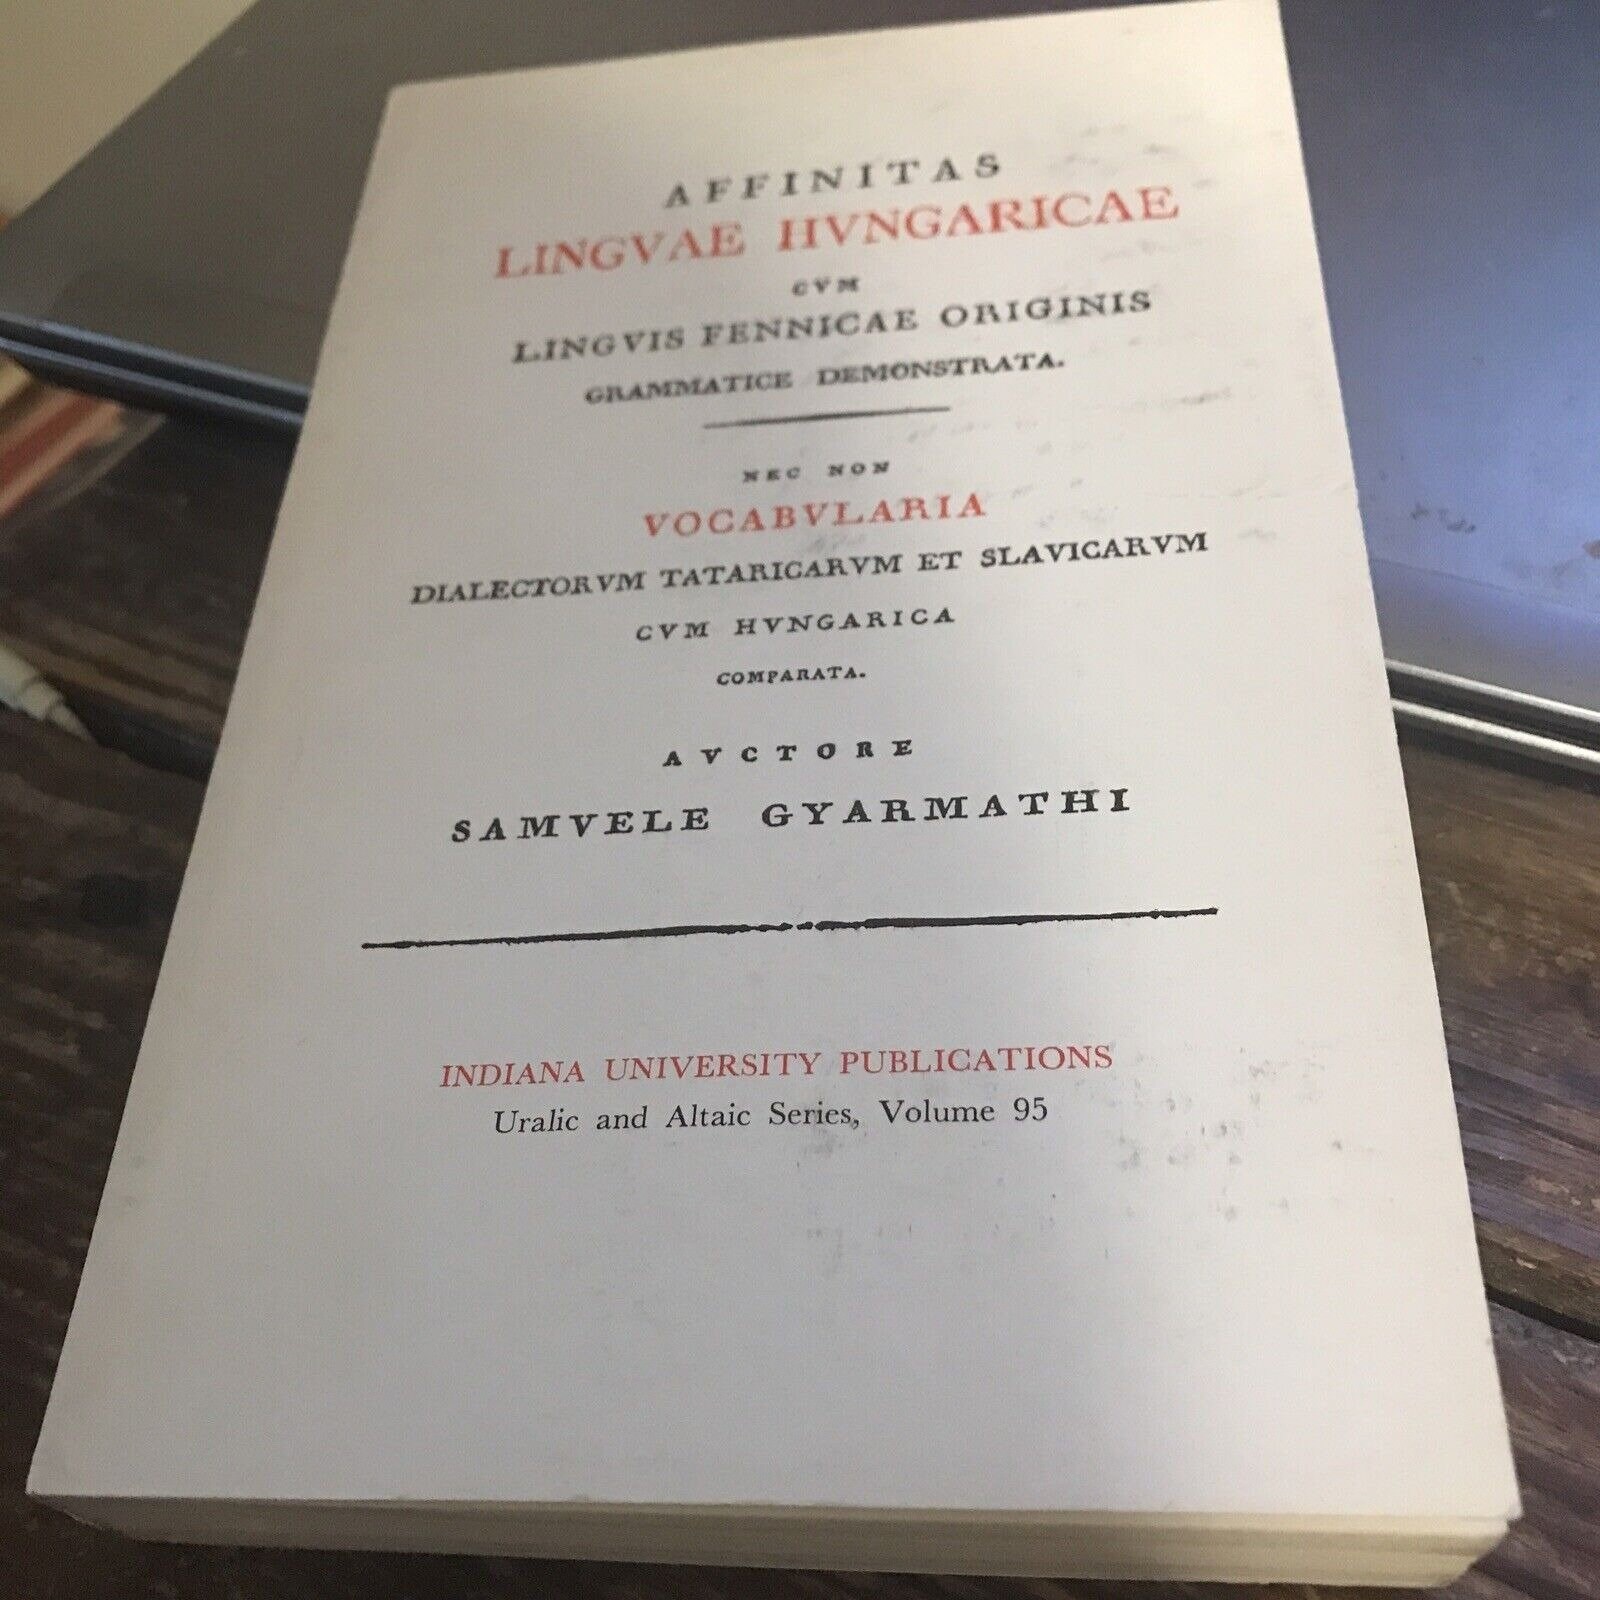 AFFINITAS
LINGVAE HVNGARICAE
CVM
LINGVIS FENNICAE ORIGINIS
GRAMMATICE DEMONSTRATA.
NEC NON
VOCABVLARIA
DIALECTORVM TATARICARVM ET SLAVICARVM
CVM HVNGARICA
COMPARATA.
AVCTORE
SAMVELE GYARMATHI
INDIANA UNIVERSITY PUBLICATIONS
Uralic and Altaic Series, Volume 95